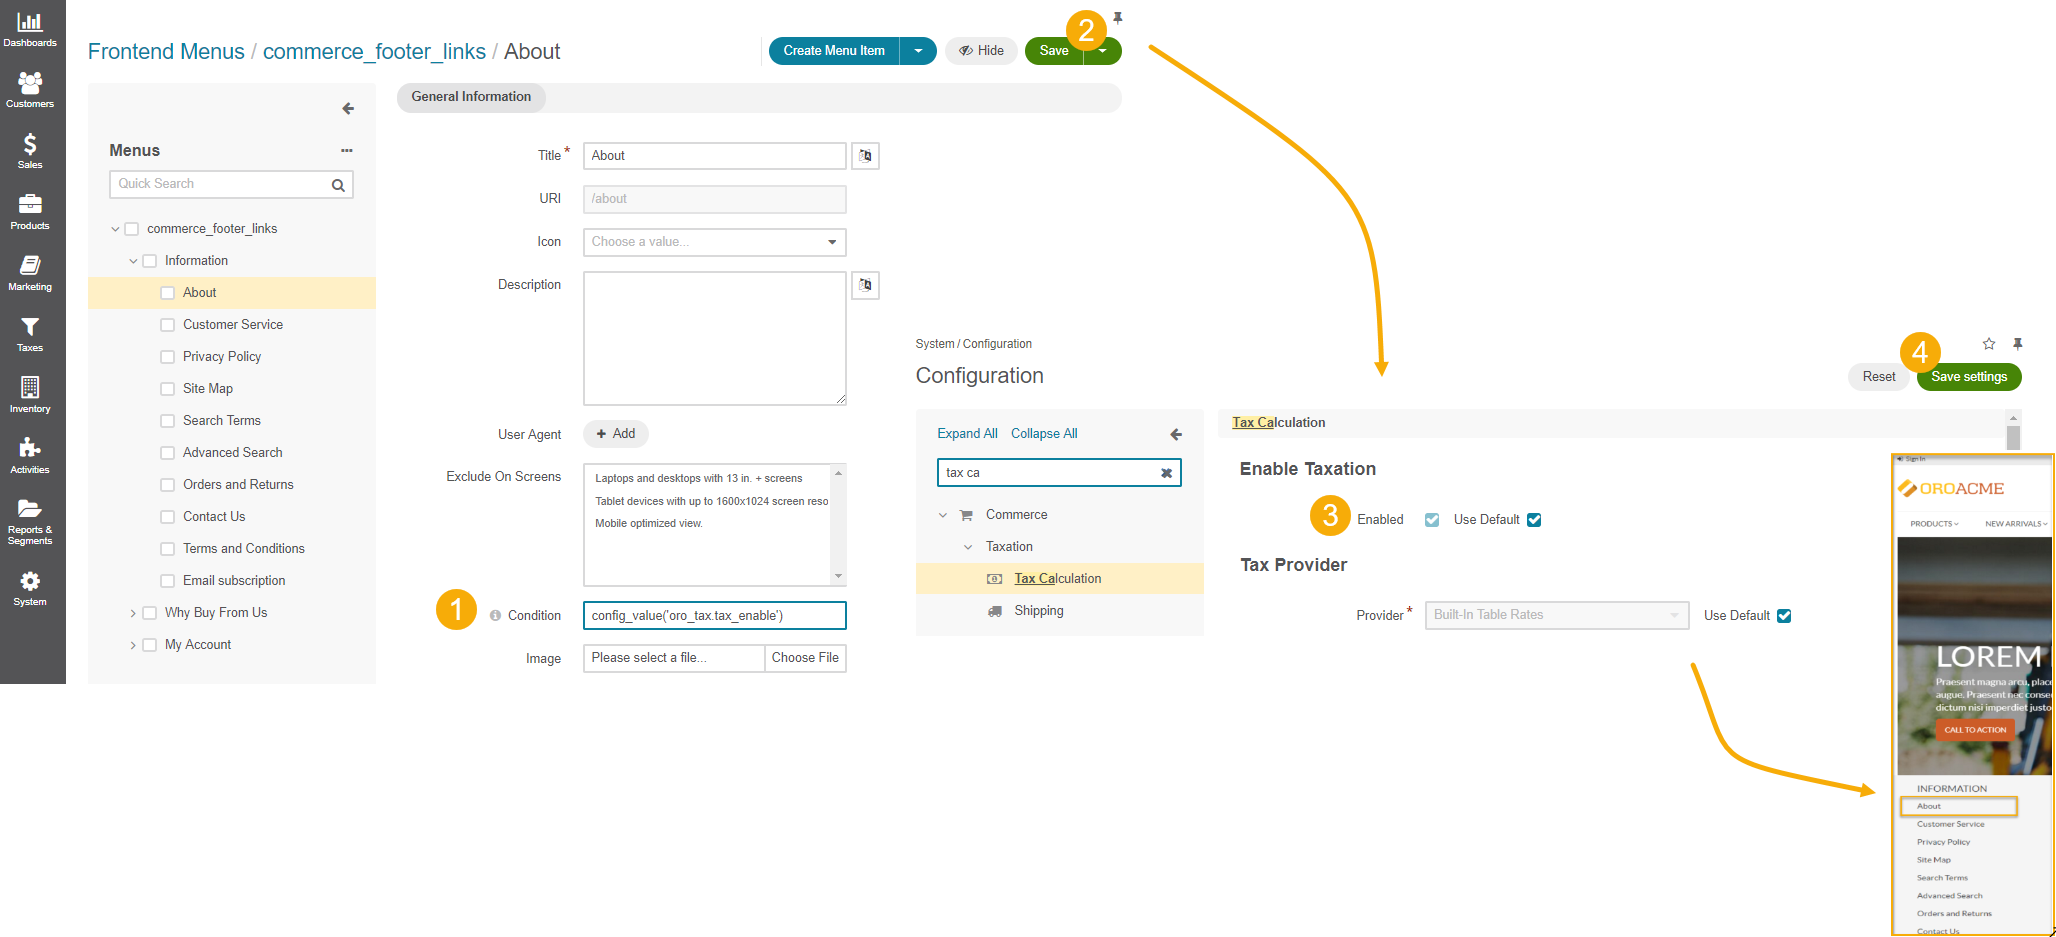 Dashboards
Customers
Sales
Products
Marketing
Taxes
Inventory
Activities
Reports &
Segments
System
Frontend Menus / commerce_footer_links / About
Create Menu Item
Hide
Save
2
Menus
...
Quick Search
commerce_footer_links
Information
About
Customer Service
Privacy Policy
Site Map
Search Terms
Advanced Search
Orders and Returns
Contact Us
Terms and Conditions
Email subscription
Why Buy From Us
My Account
General Information
Title * About
URI /about
Icon Choose a value...
Description
User Agent + Add
Exclude On Screens
Laptops and desktops with 13 in. + screens
Tablet devices with up to 1600x1024 screen reso
Mobile optimized view.
1 Condition config_value('oro_tax.tax_enable')
Image Please select a file... Choose File
System / Configuration
Configuration
Reset
4
Save settings
Expand All Collapse All
tax ca
Commerce
Taxation
Tax Calculation
Shipping
Tax Calculation
Enable Taxation
3 Enabled Use Default
Tax Provider
Provider * Built-In Table Rates Use Default
Sign In
OROACME
PRODUCTS NEW ARRIVALS
LOREM
Praesent magna arcu, plac
augue. Praesent nec conse
dictum nisi imperdiet justo
CALL TO ACTION
INFORMATION
About
Customer Service
Privacy Policy
Site Map
Search Terms
Advanced Search
Orders and Returns
Contact Us